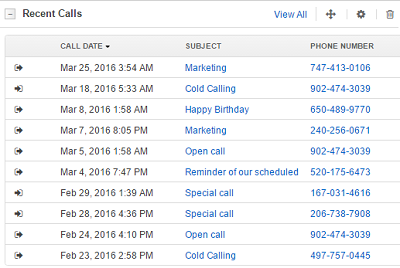 Recent Calls View All
CALL DATE SUBJECT PHONE NUMBER
Mar 25, 2016 3:54 AM Marketing 747-413-0106
Mar 18, 2016 5:33 AM Cold Calling 902-474-3039
Mar 8, 2016 1:58 AM Happy Birthday 650-489-9770
Mar 7, 2016 8:05 PM Marketing 240-256-0671
Mar 5, 2016 1:58 AM Open call 902-474-3039
Mar 4, 2016 7:47 PM Reminder of our scheduled 520-175-6473
Feb 29, 2016 1:39 AM Special call 167-031-4616
Feb 28, 2016 4:36 PM Special call 206-738-7908
Feb 24, 2016 4:10 PM Open call 902-474-3039
Feb 23, 2016 2:58 PM Cold Calling 497-757-0445